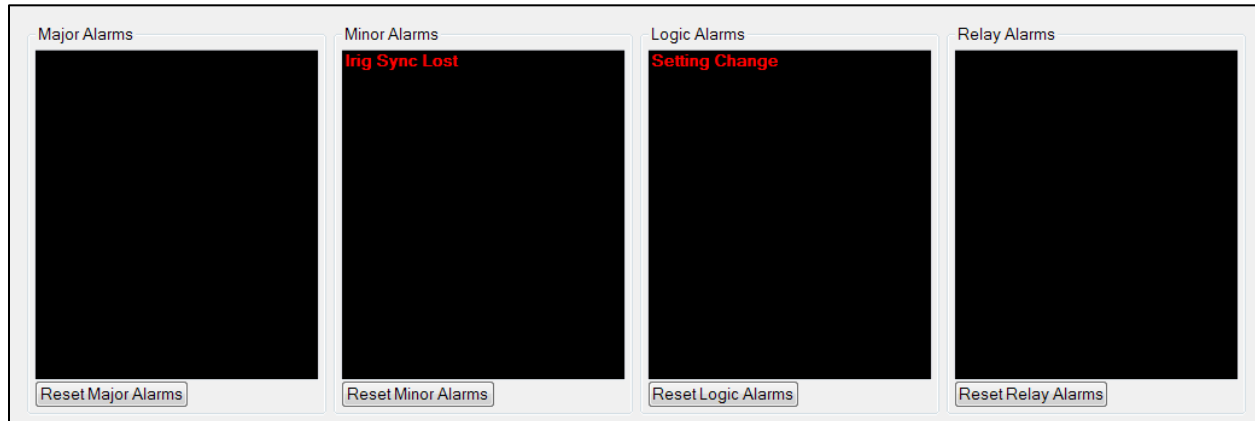 Major Alarms
Minor Alarms
Logic Alarms
Relay Alarms
Irig Sync Lost
Setting Change
Reset Major Alarms
Reset Minor Alarms
Reset Logic Alarms
Reset Relay Alarms